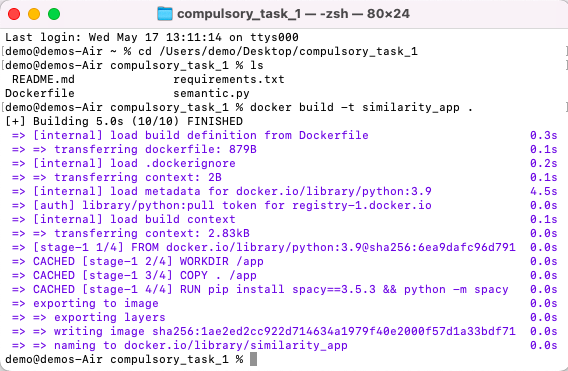 compulsory_task_1 — -zsh — 80×24
Last login: Wed May 17 13:11:14 on ttys000
[demo@demos-Air ~ % cd /Users/demo/Desktop/compulsory_task_1 ]
[demo@demos-Air compulsory_task_1 % ls ]
README.md requirements.txt
Dockerfile semantic.py
[demo@demos-Air compulsory_task_1 % docker build -t similarity_app . ]
[+] Building 5.0s (10/10) FINISHED
=> [internal] load build definition from Dockerfile 0.3s
=> => transferring dockerfile: 879B 0.1s
=> [internal] load .dockerignore 0.2s
=> => transferring context: 2B 0.1s
=> [internal] load metadata for docker.io/library/python:3.9 4.5s
=> [auth] library/python:pull token for registry-1.docker.io 0.0s
=> [internal] load build context 0.1s
=> => transferring context: 2.83kB 0.0s
=> [stage-1 1/4] FROM docker.io/library/python:3.9@sha256:6ea9dafc96d791 0.0s
=> CACHED [stage-1 2/4] WORKDIR /app 0.0s
=> CACHED [stage-1 3/4] COPY . /app 0.0s
=> CACHED [stage-1 4/4] RUN pip install spacy==3.5.3 && python -m spacy 0.0s
=> exporting to image 0.0s
=> => exporting layers 0.0s
=> => writing image sha256:1ae2ed2cc922d714634a1979f40e2000f57d1a33bdf71 0.0s
=> => naming to docker.io/library/similarity_app 0.0s
demo@demos-Air compulsory_task_1 %